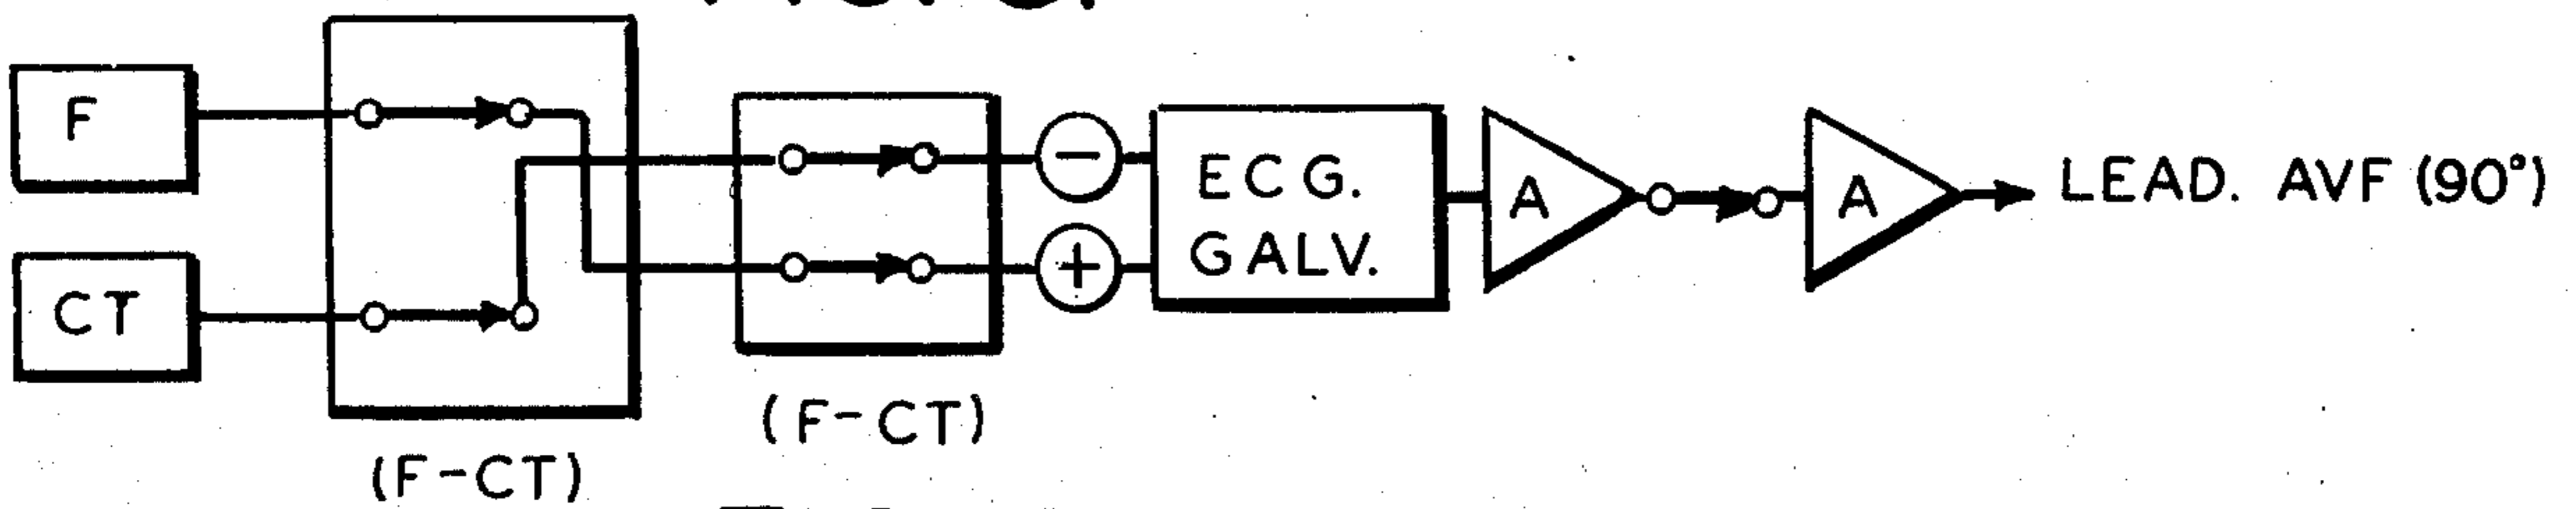 F
CT
(F-CT)
(F-CT)
−
+
ECG.
GALV.
A
A
LEAD. AVF (90°)